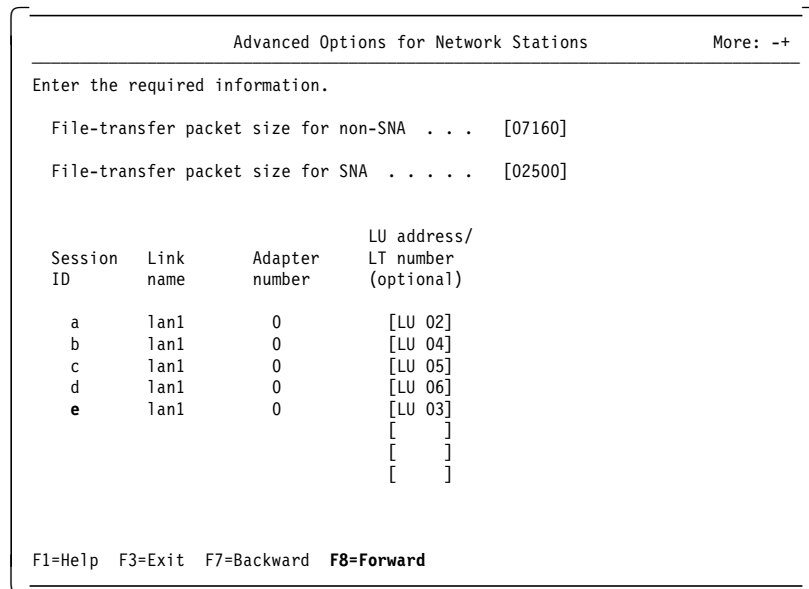 Advanced Options for Network Stations More: -+
Enter the required information.
File-transfer packet size for non-SNA . . . [07160]
File-transfer packet size for SNA . . . . . [02500]
LU address/
Session Link Adapter LT number
ID name number (optional)
a lan1 0 [LU 02]
b lan1 0 [LU 04]
c lan1 0 [LU 05]
d lan1 0 [LU 06]
e lan1 0 [LU 03]
[ ]
[ ]
[ ]
F1=Help F3=Exit F7=Backward F8=Forward